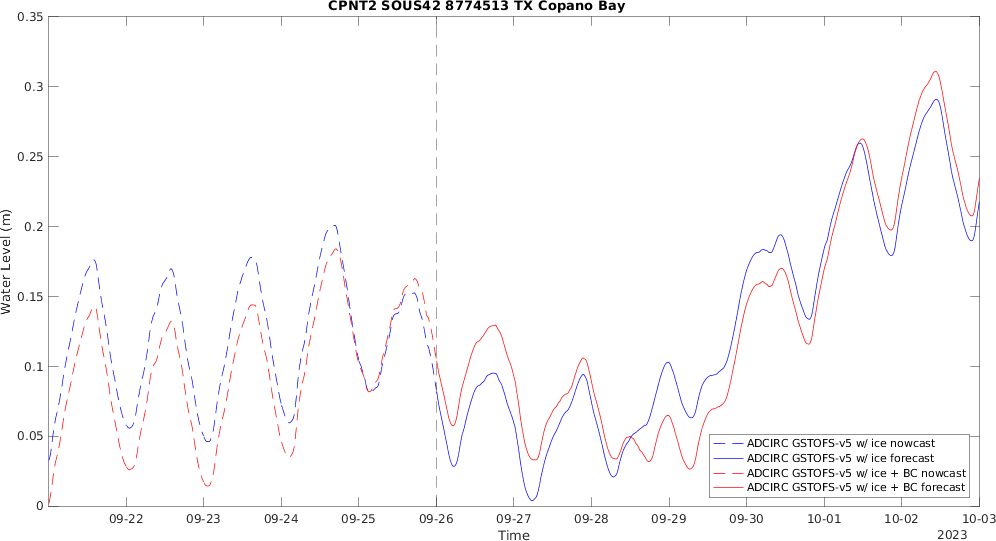 CPNT2 SOUS42 8774513 TX Copano Bay
0.35
0.3
0.25
0.2
0.15
0.1
0.05
0
Water Level (m)
09-22 09-23 09-24 09-25 09-26 09-27 09-28 09-29 09-30 10-01 10-02 10-03
Time
2023
ADCIRC GSTOFS-v5 w/ ice nowcast
ADCIRC GSTOFS-v5 w/ ice forecast
ADCIRC GSTOFS-v5 w/ ice + BC nowcast
ADCIRC GSTOFS-v5 w/ ice + BC forecast